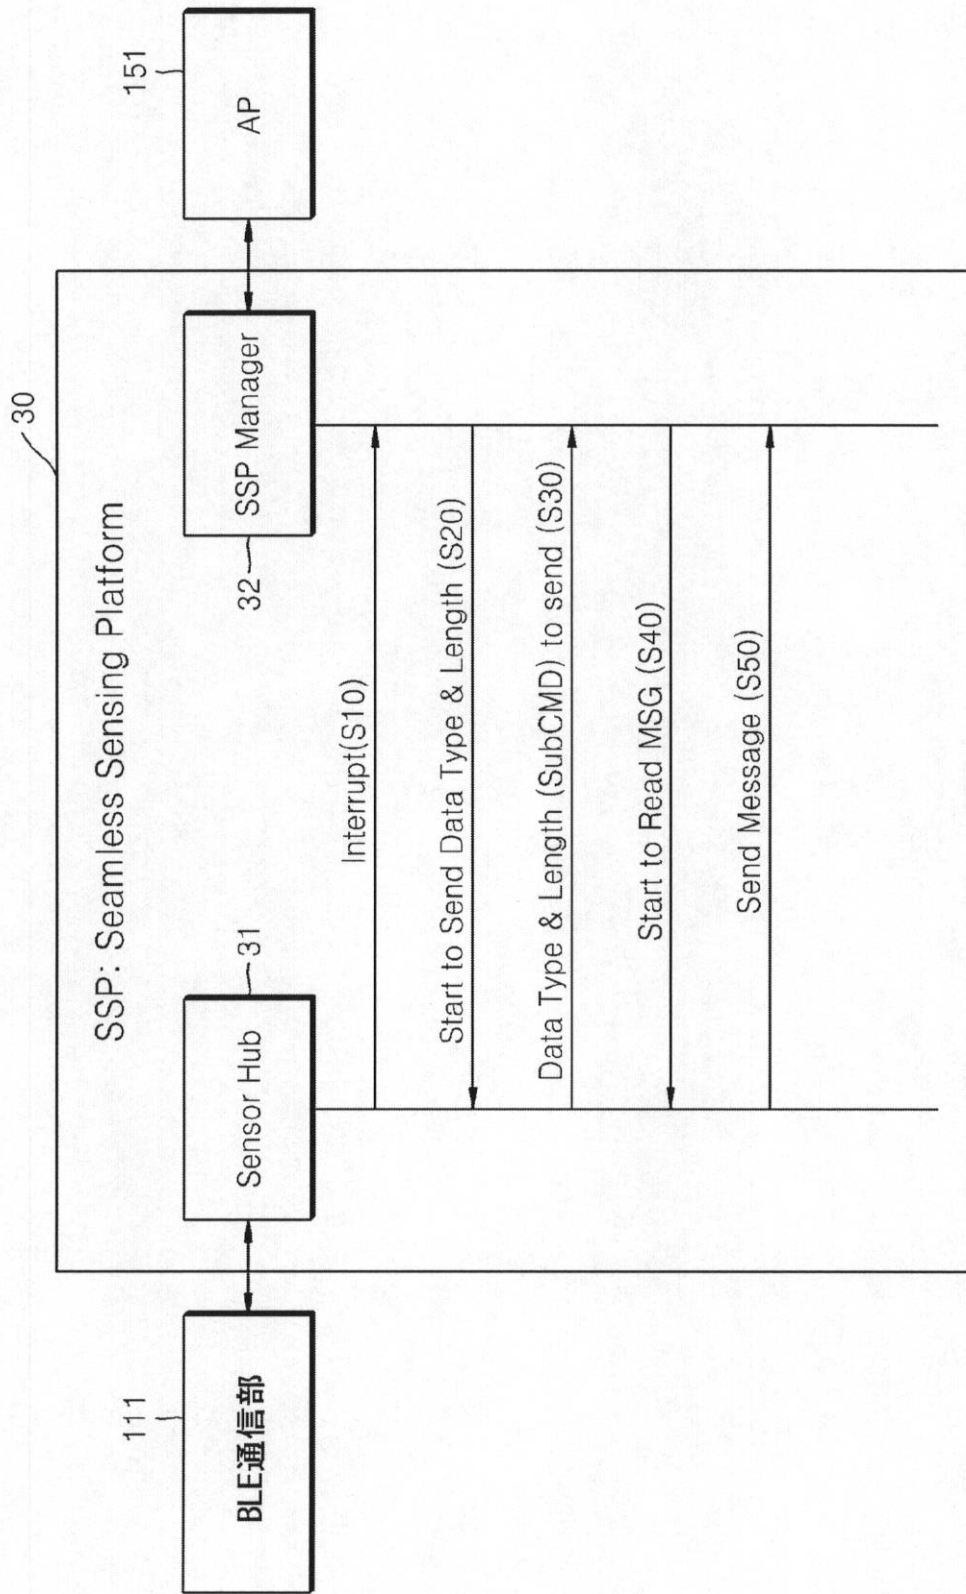 30
SSP: Seamless Sensing Platform
111
BLE通信部
Sensor Hub
31
32
SSP Manager
151
AP
Interrupt(S10)
Start to Send Data Type & Length (S20)
Data Type & Length (SubCMD) to send (S30)
Start to Read MSG (S40)
Send Message (S50)